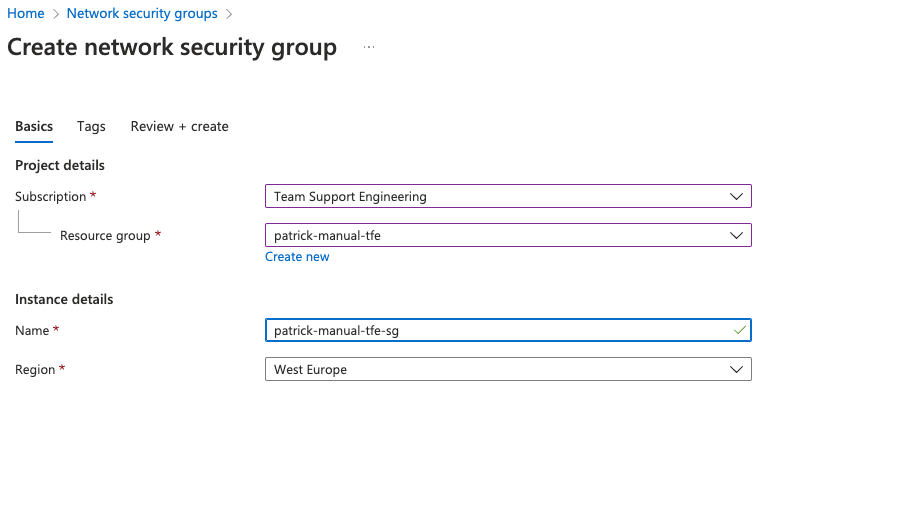 Home > Network security groups >
Create network security group ...
Basics Tags Review + create
Project details
Subscription * Team Support Engineering
Resource group * patrick-manual-tfe
Create new
Instance details
Name * patrick-manual-tfe-sg
Region * West Europe